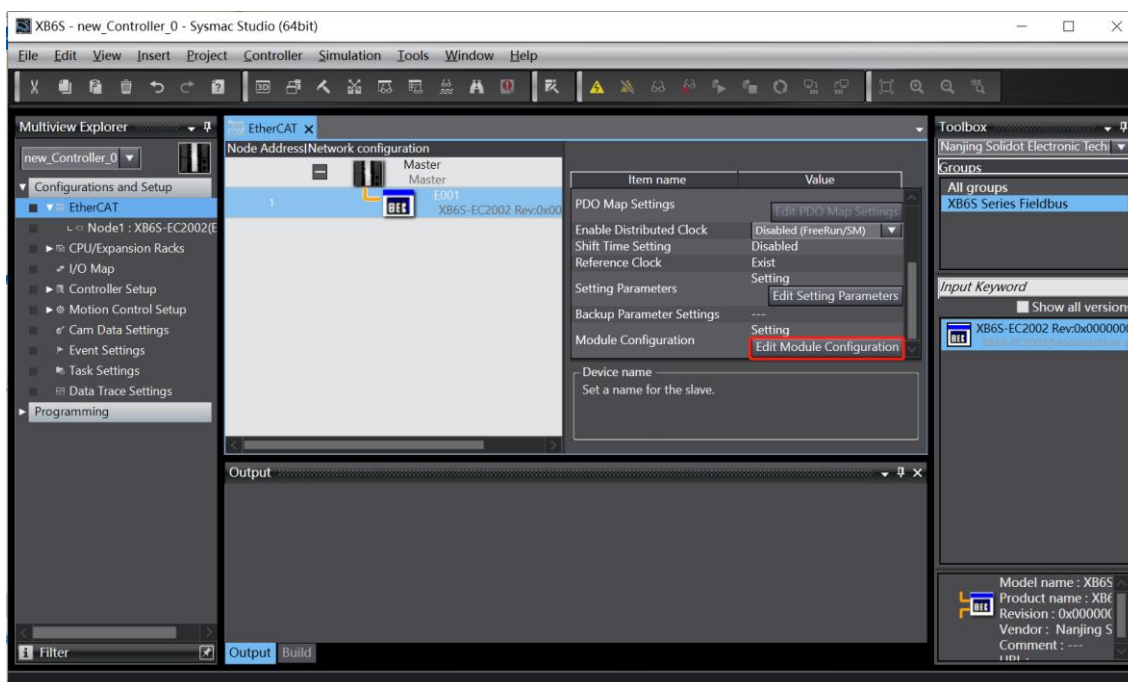 XB6S - new_Controller_0 - Sysmac Studio (64bit)
File Edit View Insert Project Controller Simulation Tools Window Help
Multiview Explorer
new_Controller_0
Configurations and Setup
EtherCAT
Node1 : XB6S-EC2002(E
CPU/Expansion Racks
I/O Map
Controller Setup
Motion Control Setup
Cam Data Settings
Event Settings
Task Settings
Data Trace Settings
Programming
Filter
EtherCAT
Node Address|Network configuration
Master
Master
1
E001
XB6S-EC2002 Rev:0x00
Item name Value
PDO Map Settings
Edit PDO Map Settings
Enable Distributed Clock Disabled (FreeRun/SM)
Shift Time Setting Disabled
Reference Clock Exist
Setting Parameters
Setting
Edit Setting Parameters
Backup Parameter Settings ---
Module Configuration
Setting
Edit Module Configuration
Device name
Set a name for the slave.
Output
Output Build
Toolbox
Nanjing Solidot Electronic Tech
Groups
All groups
XB6S Series Fieldbus
Input Keyword
Show all versions
XB6S-EC2002 Rev:0x0000000
Model name : XB6S
Product name : XB6
Revision : 0x000000
Vendor : Nanjing S
Comment : ---